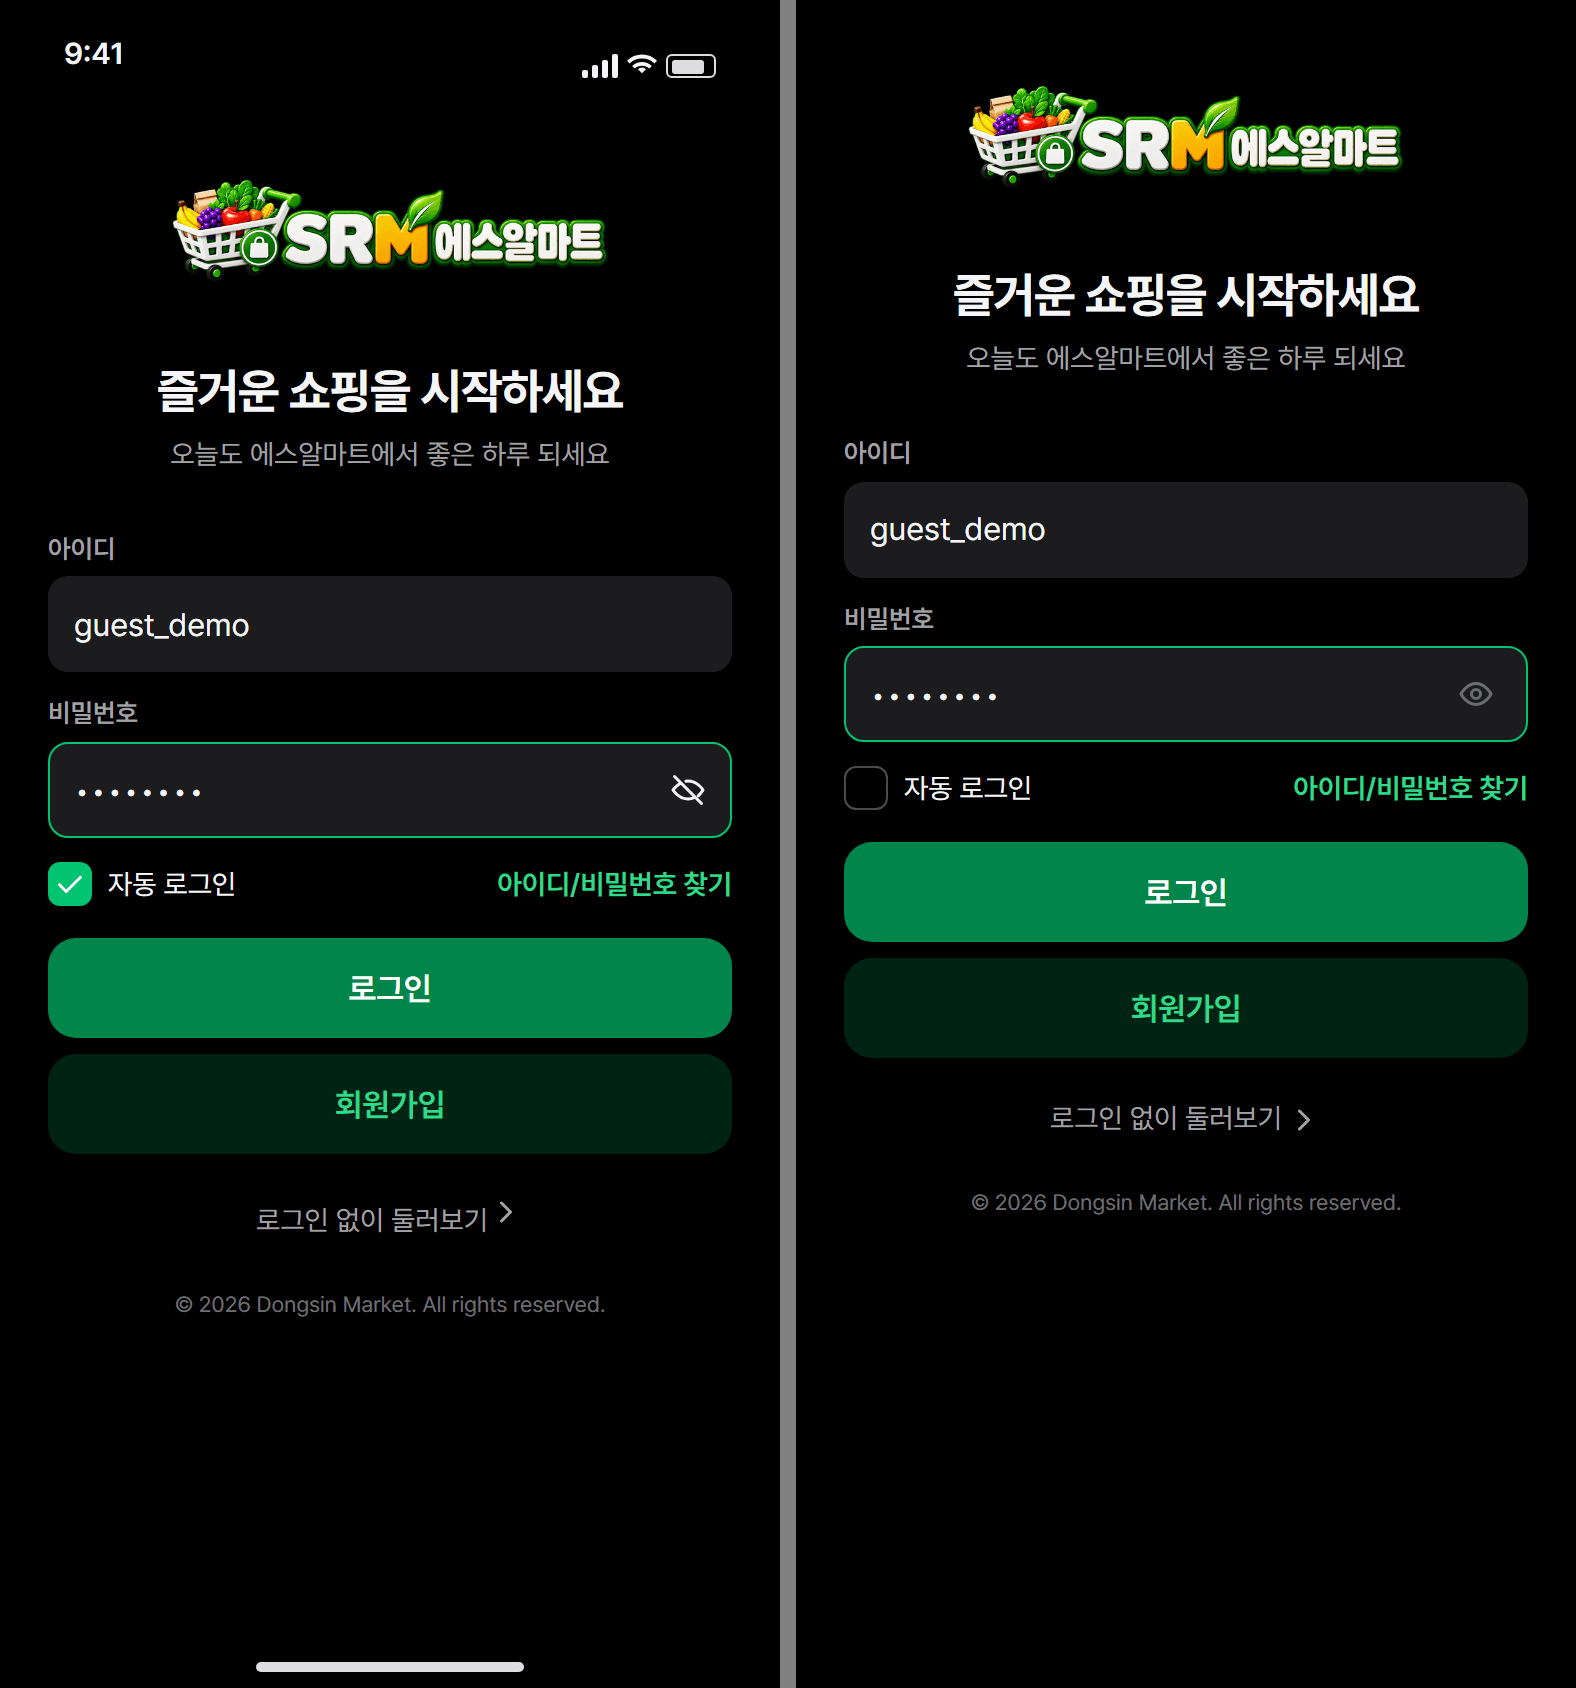 9:41
SRM 에스알마트
즐거운 쇼핑을 시작하세요
오늘도 에스알마트에서 좋은 하루 되세요
아이디
guest_demo
비밀번호
••••••••
자동 로그인
아이디/비밀번호 찾기
로그인
회원가입
로그인 없이 둘러보기
© 2026 Dongsin Market. All rights reserved.
SRM 에스알마트
즐거운 쇼핑을 시작하세요
오늘도 에스알마트에서 좋은 하루 되세요
아이디
guest_demo
비밀번호
••••••••
자동 로그인
아이디/비밀번호 찾기
로그인
회원가입
로그인 없이 둘러보기
© 2026 Dongsin Market. All rights reserved.